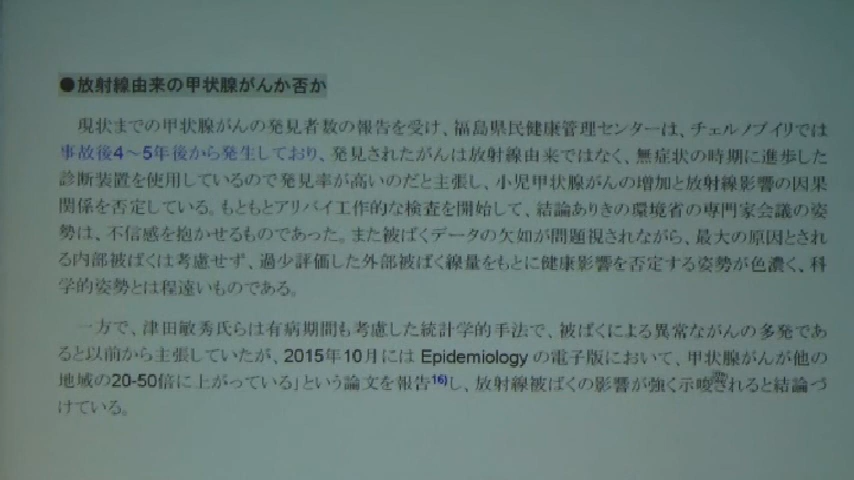 ●放射線由来の甲状腺がんか否か
現状までの甲状腺がんの発見者数の報告を受け、福島県民健康管理センターは、チェルノブイリでは
事故後4～5年後から発生しており、発見されたがんは放射線由来ではなく、無症状の時期に進歩した
診断装置を使用しているので発見率が高いのだと主張し、小児甲状腺がんの増加と放射線影響の因果
関係を否定している。もともとアリバイ工作的な検査を開始して、結論ありきの環境省の専門家会議の姿
勢は、不信感を抱かせるものであった。また被ばくデータの欠如が問題視されながら、最大の原因とされ
る内部被ばくは考慮せず、過少評価した外部被ばく線量をもとに健康影響を否定する姿勢が色濃く、科
学的姿勢とは程遠いものである。
一方で、津田敏秀氏らは有病期間も考慮した統計学的手法で、被ばくによる異常ながんの多発であ
ると以前から主張していたが、2015年10月には Epidemiology の電子版において、甲状腺がんが他の
地域の20-50倍に上がっている」という論文を報告16)し、放射線被ばくの影響が強く示唆されると結論づ
けている。